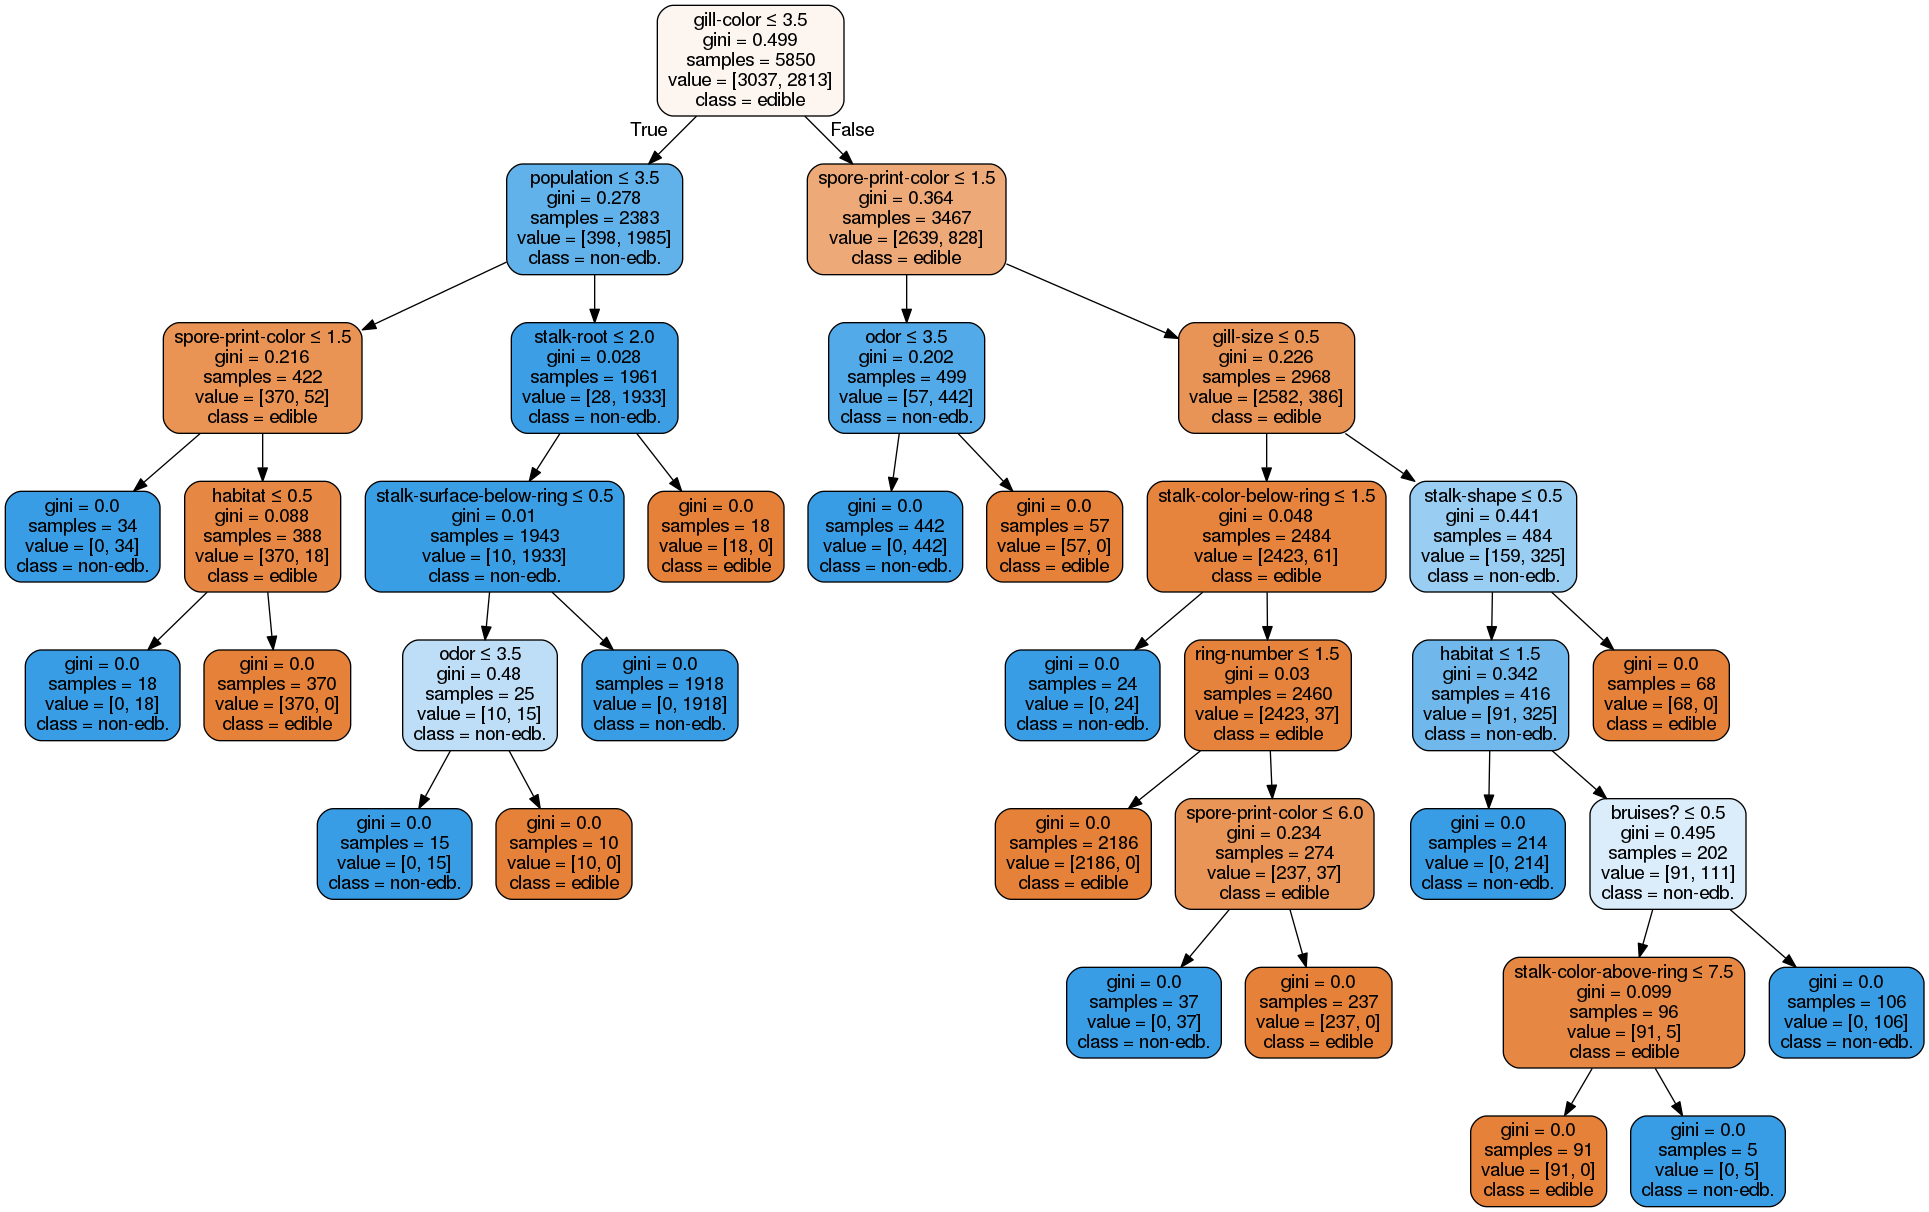 gill-color ≤ 3.5
gini = 0.499
samples = 5850
value = [3037, 2813]
class = edible
True
False
population ≤ 3.5
gini = 0.278
samples = 2383
value = [398, 1985]
class = non-edb.
spore-print-color ≤ 1.5
gini = 0.364
samples = 3467
value = [2639, 828]
class = edible
spore-print-color ≤ 1.5
gini = 0.216
samples = 422
value = [370, 52]
class = edible
stalk-root ≤ 2.0
gini = 0.028
samples = 1961
value = [28, 1933]
class = non-edb.
odor ≤ 3.5
gini = 0.202
samples = 499
value = [57, 442]
class = non-edb.
gill-size ≤ 0.5
gini = 0.226
samples = 2968
value = [2582, 386]
class = edible
gini = 0.0
samples = 34
value = [0, 34]
class = non-edb.
habitat ≤ 0.5
gini = 0.088
samples = 388
value = [370, 18]
class = edible
stalk-surface-below-ring ≤ 0.5
gini = 0.01
samples = 1943
value = [10, 1933]
class = non-edb.
gini = 0.0
samples = 18
value = [18, 0]
class = edible
gini = 0.0
samples = 442
value = [0, 442]
class = non-edb.
gini = 0.0
samples = 57
value = [57, 0]
class = edible
stalk-color-below-ring ≤ 1.5
gini = 0.048
samples = 2484
value = [2423, 61]
class = edible
stalk-shape ≤ 0.5
gini = 0.441
samples = 484
value = [159, 325]
class = non-edb.
gini = 0.0
samples = 18
value = [0, 18]
class = non-edb.
gini = 0.0
samples = 370
value = [370, 0]
class = edible
odor ≤ 3.5
gini = 0.48
samples = 25
value = [10, 15]
class = non-edb.
gini = 0.0
samples = 1918
value = [0, 1918]
class = non-edb.
gini = 0.0
samples = 24
value = [0, 24]
class = non-edb.
ring-number ≤ 1.5
gini = 0.03
samples = 2460
value = [2423, 37]
class = edible
habitat ≤ 1.5
gini = 0.342
samples = 416
value = [91, 325]
class = non-edb.
gini = 0.0
samples = 68
value = [68, 0]
class = edible
gini = 0.0
samples = 15
value = [0, 15]
class = non-edb.
gini = 0.0
samples = 10
value = [10, 0]
class = edible
gini = 0.0
samples = 2186
value = [2186, 0]
class = edible
spore-print-color ≤ 6.0
gini = 0.234
samples = 274
value = [237, 37]
class = edible
gini = 0.0
samples = 214
value = [0, 214]
class = non-edb.
bruises? ≤ 0.5
gini = 0.495
samples = 202
value = [91, 111]
class = non-edb.
gini = 0.0
samples = 37
value = [0, 37]
class = non-edb.
gini = 0.0
samples = 237
value = [237, 0]
class = edible
stalk-color-above-ring ≤ 7.5
gini = 0.099
samples = 96
value = [91, 5]
class = edible
gini = 0.0
samples = 106
value = [0, 106]
class = non-edb.
gini = 0.0
samples = 91
value = [91, 0]
class = edible
gini = 0.0
samples = 5
value = [0, 5]
class = non-edb.